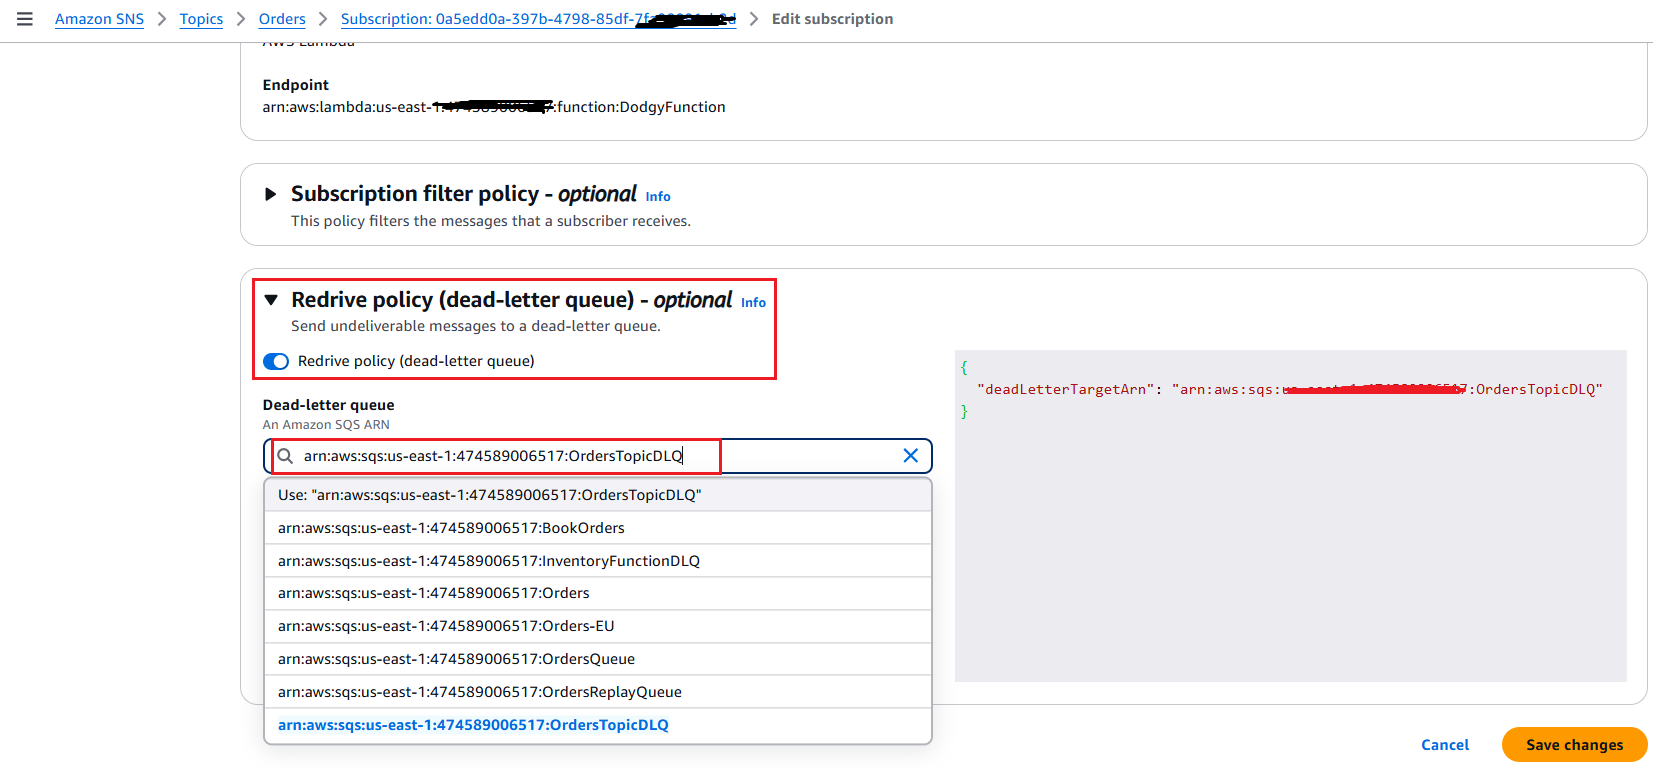 Amazon SNS > Topics > Orders > Subscription: 0a5edd0a-397b-4798-85df- > Edit subscription
AWS Lambda
Endpoint
arn:aws:lambda:us-east- :function:DodgyFunction
Subscription filter policy - optional Info
This policy filters the messages that a subscriber receives.
Redrive policy (dead-letter queue) - optional Info
Send undeliverable messages to a dead-letter queue.
Redrive policy (dead-letter queue)
Dead-letter queue
An Amazon SQS ARN
arn:aws:sqs:us-east-1:474589006517:OrdersTopicDLQ
Use: "arn:aws:sqs:us-east-1:474589006517:OrdersTopicDLQ"
arn:aws:sqs:us-east-1:474589006517:BookOrders
arn:aws:sqs:us-east-1:474589006517:InventoryFunctionDLQ
arn:aws:sqs:us-east-1:474589006517:Orders
arn:aws:sqs:us-east-1:474589006517:Orders-EU
arn:aws:sqs:us-east-1:474589006517:OrdersQueue
arn:aws:sqs:us-east-1:474589006517:OrdersReplayQueue
arn:aws:sqs:us-east-1:474589006517:OrdersTopicDLQ
{
"deadLetterTargetArn": "arn:aws:sqs: :OrdersTopicDLQ"
}
Cancel
Save changes